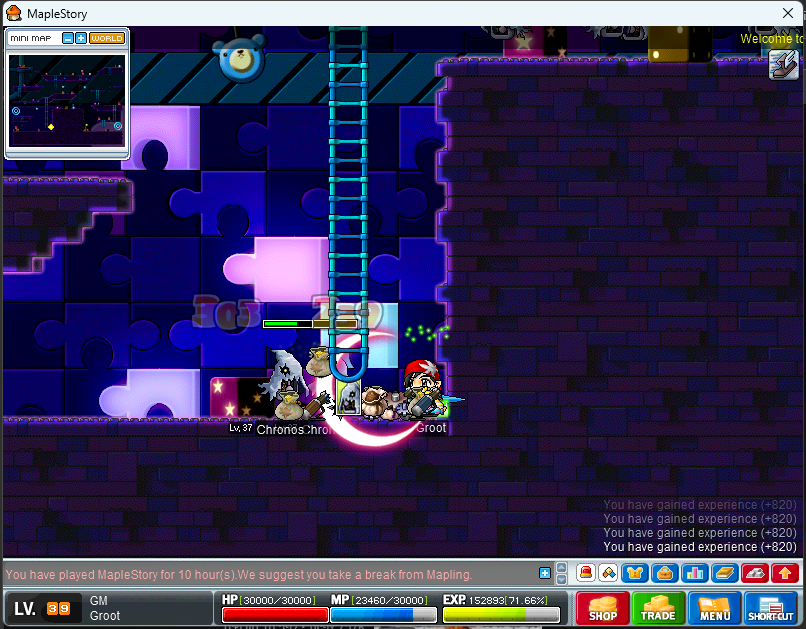 MapleStory
MINI MAP
WORLD
Welcome to
303
Lv. 37 Chronos
Groot
You have gained experience (+820)
You have gained experience (+820)
You have gained experience (+820)
You have gained experience (+820)
You have played MapleStory for 10 hour(s).We suggest you take a break from Mapling.
LV. 39
GM
Groot
HP[30000/30000]
MP[23460/30000]
EXP 152893[71.66%]
SHOP
TRADE
MENU
SHORTCUT